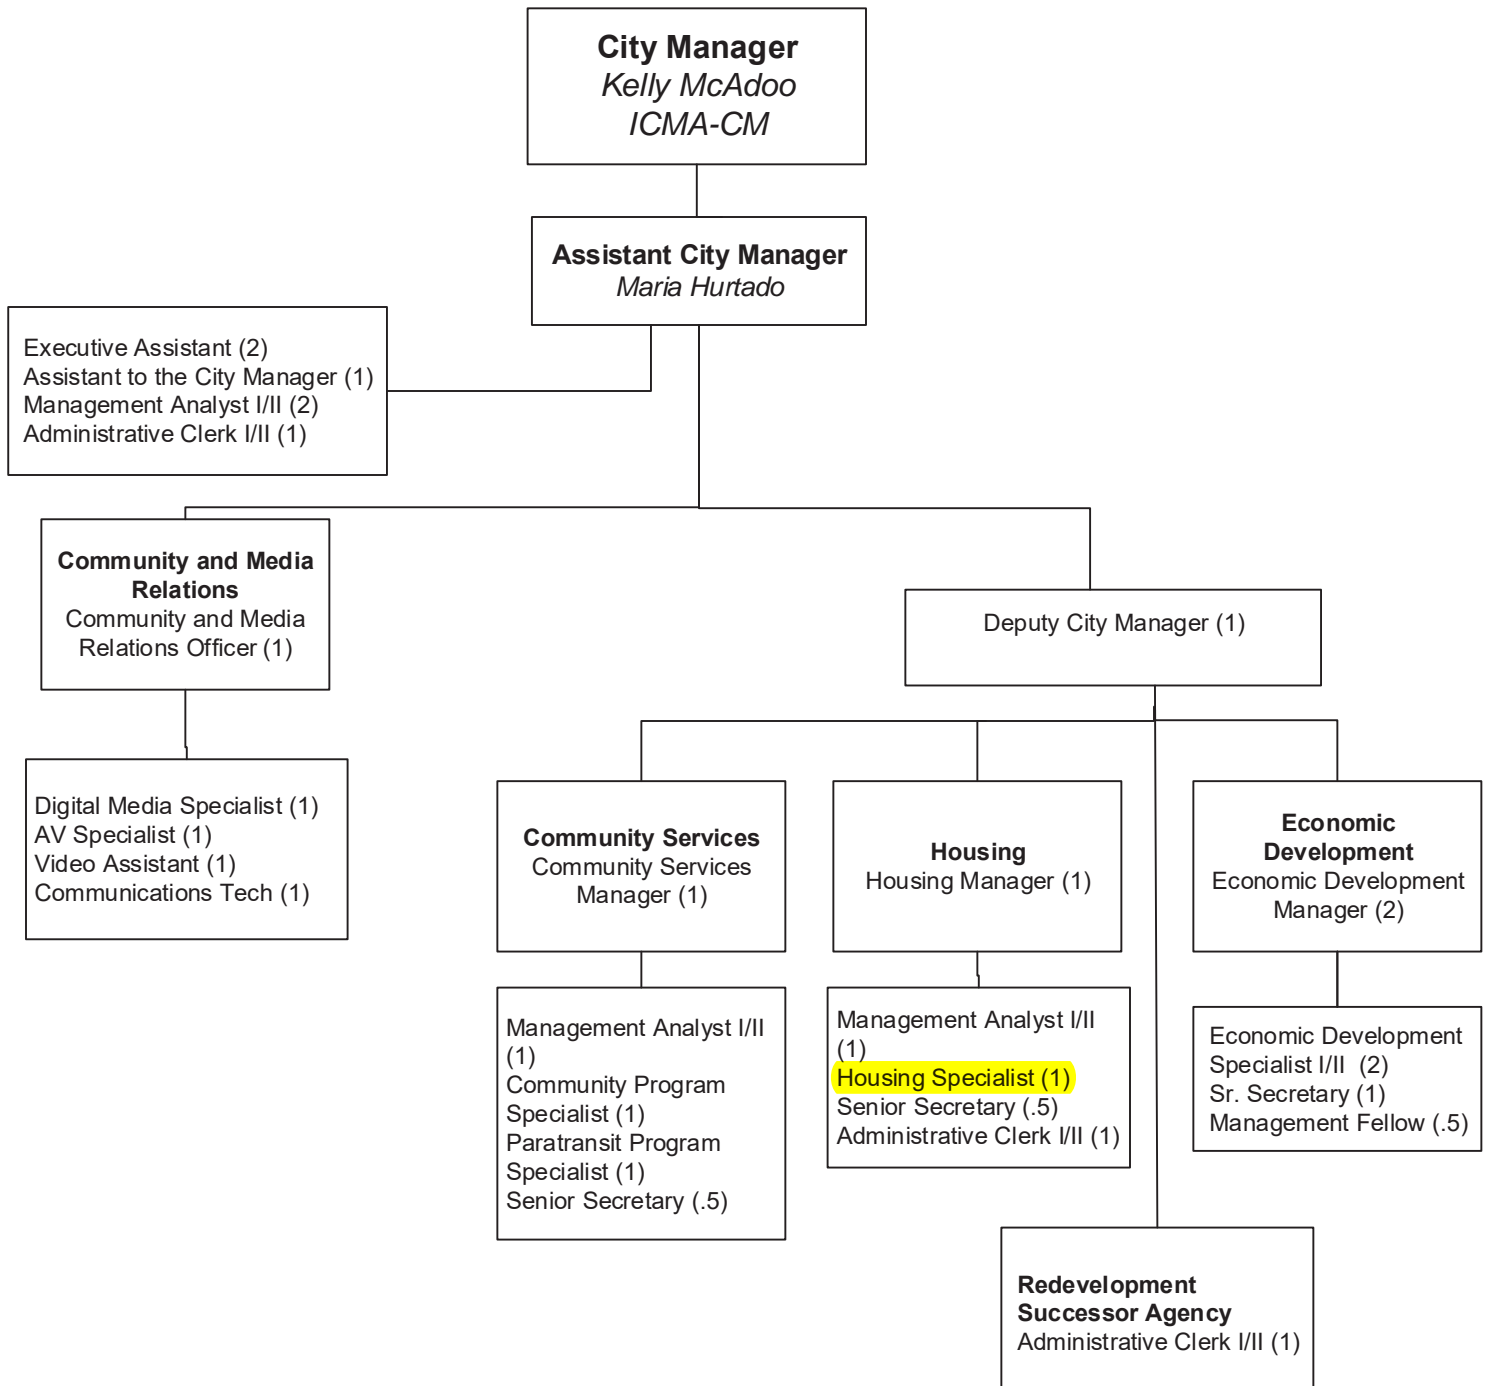 City Manager
Kelly McAdoo
ICMA-CM
Assistant City Manager
Maria Hurtado
Executive Assistant (2)
Assistant to the City Manager (1)
Management Analyst I/II (2)
Administrative Clerk I/II (1)
Community and Media
Relations
Community and Media
Relations Officer (1)
Deputy City Manager (1)
Digital Media Specialist (1)
AV Specialist (1)
Video Assistant (1)
Communications Tech (1)
Community Services
Community Services
Manager (1)
Housing
Housing Manager (1)
Economic
Development
Economic Development
Manager (2)
Management Analyst I/II
(1)
Community Program
Specialist (1)
Paratransit Program
Specialist (1)
Senior Secretary (.5)
Management Analyst I/II
(1)
Housing Specialist (1)
Senior Secretary (.5)
Administrative Clerk I/II (1)
Economic Development
Specialist I/II (2)
Sr. Secretary (1)
Management Fellow (.5)
Redevelopment
Successor Agency
Administrative Clerk I/II (1)